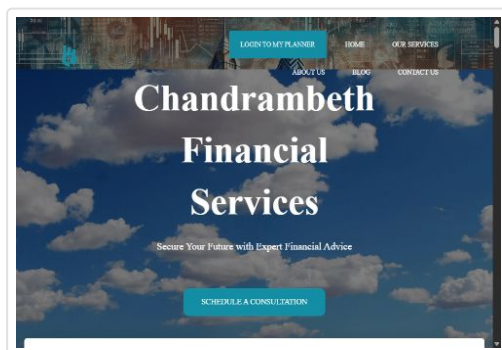 LOGIN TO MY PLANNER HOME OUR SERVICES
ABOUT US BLOG CONTACT US
Chandrambeth
Financial
Services
Secure Your Future with Expert Financial Advice
SCHEDULE A CONSULTATION